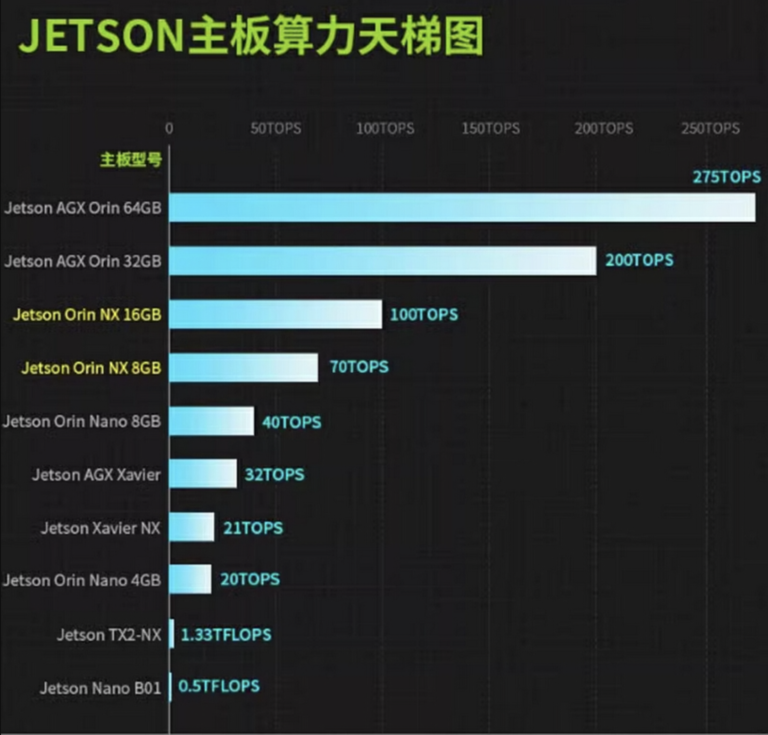 JETSON主板算力天梯图
0 50TOPS 100TOPS 150TOPS 200TOPS 250TOPS
主板型号
275TOPS
Jetson AGX Orin 64GB
Jetson AGX Orin 32GB 200TOPS
Jetson Orin NX 16GB 100TOPS
Jetson Orin NX 8GB 70TOPS
Jetson Orin Nano 8GB 40TOPS
Jetson AGX Xavier 32TOPS
Jetson Xavier NX 21TOPS
Jetson Orin Nano 4GB 20TOPS
Jetson TX2-NX 1.33TFLOPS
Jetson Nano B01 0.5TFLOPS